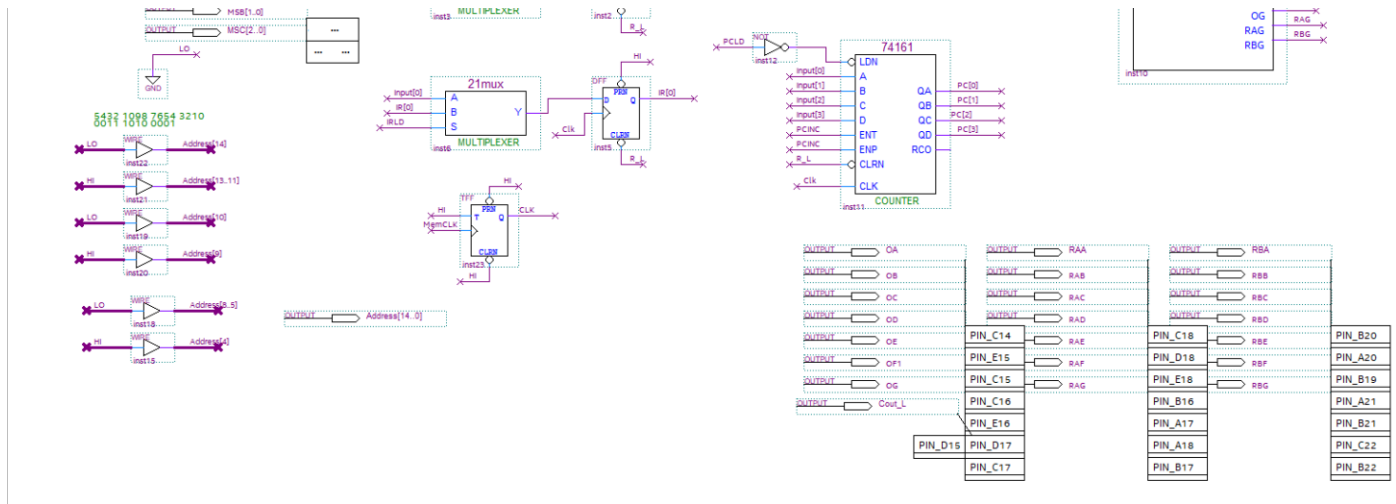 OUTPUT MSB[1..0]
OUTPUT MSC[2..0]
...
... ...
LO
GND
inst3 MULTIPLEXER
inst2
R_L
5432 1098 7654 3210
0011 1010 0001
LO WIRE Address[14]
inst22
HI WIRE Address[13..11]
inst21
LO WIRE Address[10]
inst19
HI WIRE Address[9]
inst20
LO WIRE Address[8..5]
inst18
HI WIRE Address[4]
inst15
21mux
Input[0] A
IR[0] B Y
IRLD S
inst6 MULTIPLEXER
HI
DFF
PRN
D Q IR[0]
Clk
CLRN
inst5
R_L
HI
TFF
PRN
HI T Q CLK
MemCLK
CLRN
inst23
HI
OUTPUT Address[14..0]
PCLD NOT
inst12
74161
LDN
Input[0] A
Input[1] B QA PC[0]
Input[2] C QB PC[1]
Input[3] D QC PC[2]
PCINC ENT QD PC[3]
PCINC ENP RCO
R_L CLRN
Clk CLK
inst11 COUNTER
OG
RAG RAG
RBG RBG
inst10
OUTPUT OA OUTPUT RAA OUTPUT RBA
OUTPUT OB OUTPUT RAB OUTPUT RBB
OUTPUT OC OUTPUT RAC OUTPUT RBC
OUTPUT OD OUTPUT RAD OUTPUT RBD
OUTPUT OE PIN_C14 RAE PIN_C18 RBE PIN_B20
OUTPUT OF1 PIN_E15 RAF PIN_D18 RBF PIN_A20
OUTPUT OG PIN_C15 RAG PIN_E18 RBG PIN_B19
OUTPUT Cout_L PIN_C16 PIN_B16 PIN_A21
PIN_E16 PIN_A17 PIN_B21
PIN_D15 PIN_D17 PIN_A18 PIN_C22
PIN_C17 PIN_B17 PIN_B22